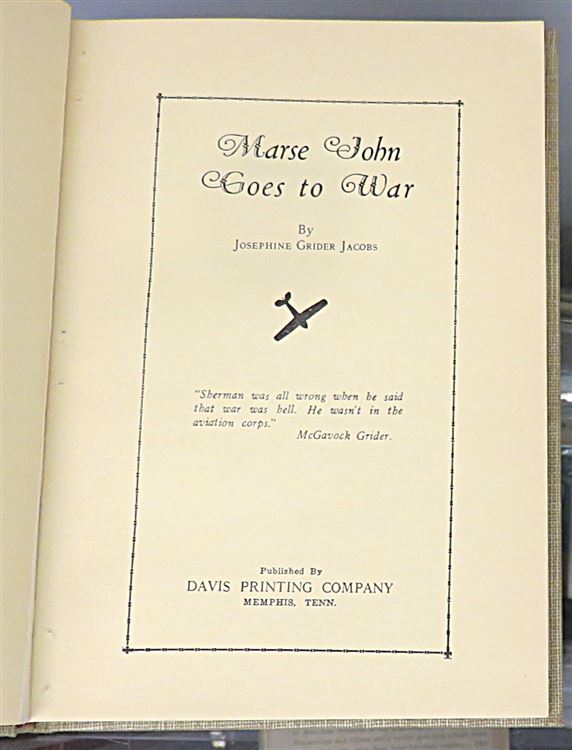 Marse John
Goes to War
By
Josephine Grider Jacobs
"Sherman was all wrong when he said
that war was hell. He wasn't in the
aviation corps."
McGavock Grider.
Published By
DAVIS PRINTING COMPANY
MEMPHIS, TENN.